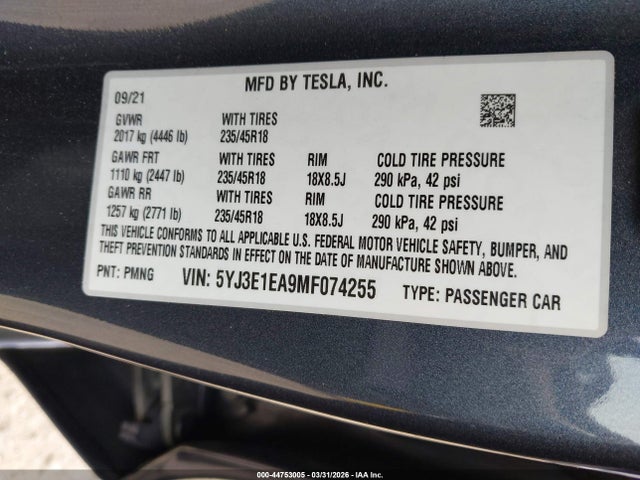 MFD BY TESLA, INC.
09/21
GVWR WITH TIRES
2017 kg (4446 lb) 235/45R18
GAWR FRT WITH TIRES RIM COLD TIRE PRESSURE
1110 kg (2447 lb) 235/45R18 18X8.5J 290 kPa, 42 psi
GAWR RR WITH TIRES RIM COLD TIRE PRESSURE
1257 kg (2771 lb) 235/45R18 18X8.5J 290 kPa, 42 psi
THIS VEHICLE CONFORMS TO ALL APPLICABLE U.S. FEDERAL MOTOR VEHICLE SAFETY, BUMPER, AND
THEFT PREVENTION STANDARDS IN EFFECT ON THE DATE OF MANUFACTURE SHOWN ABOVE.
PNT: PMNG VIN: 5YJ3E1EA9MF074255 TYPE: PASSENGER CAR
000-44753005 - 03/31/2026 - IAA Inc.